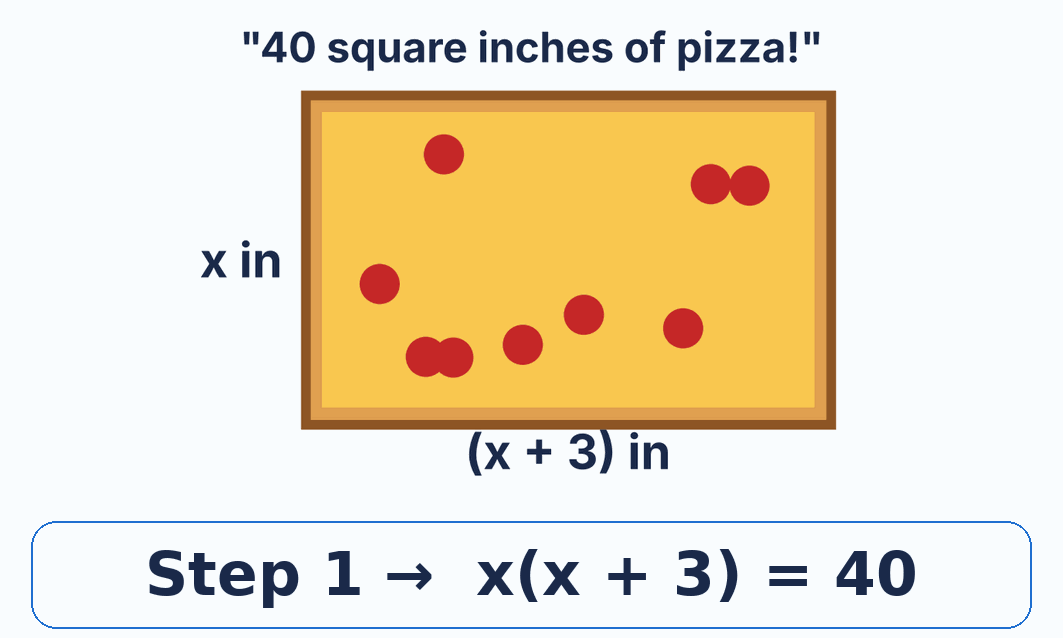 "40 square inches of pizza!"
x in
(x + 3) in
Step 1 → x(x + 3) = 40